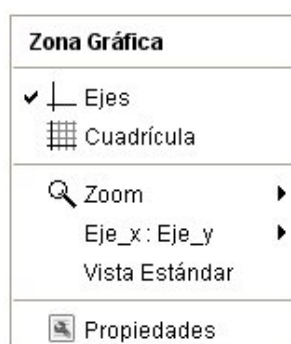 Zona Gráfica
Ejes
Cuadrícula
Zoom
Eje_x : Eje_y
Vista Estándar
Propiedades